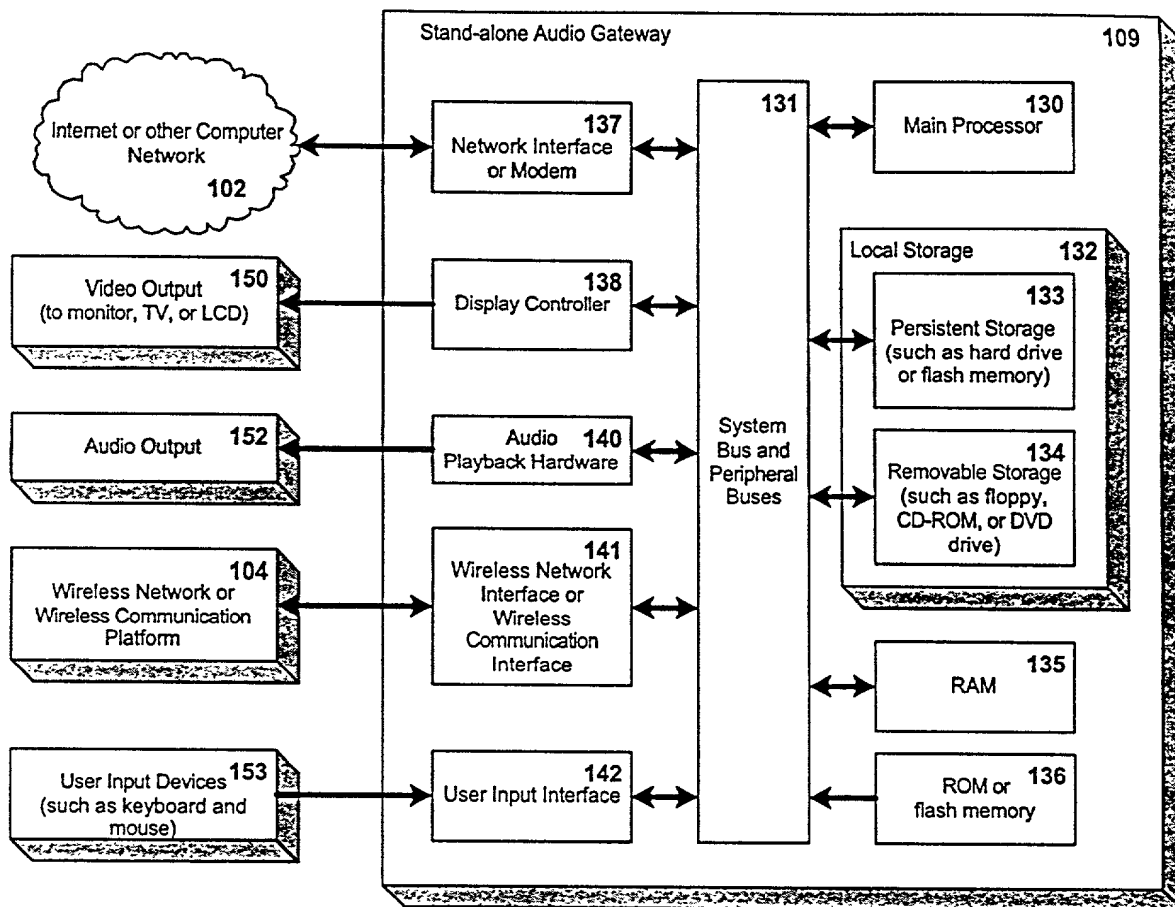 Stand-alone Audio Gateway
109
Internet or other Computer
Network
102
137
Network Interface
or Modem
131
System
Bus and
Peripheral
Buses
130
Main Processor
150
Video Output
(to monitor, TV, or LCD)
138
Display Controller
Local Storage
132
133
Persistent Storage
(such as hard drive
or flash memory)
152
Audio Output
Audio
140
Playback Hardware
134
Removable Storage
(such as floppy,
CD-ROM, or DVD
drive)
104
Wireless Network or
Wireless Communication
Platform
141
Wireless Network
Interface or
Wireless
Communication
Interface
135
RAM
User Input Devices
153
(such as keyboard and
mouse)
142
User Input Interface
ROM or
136
flash memory